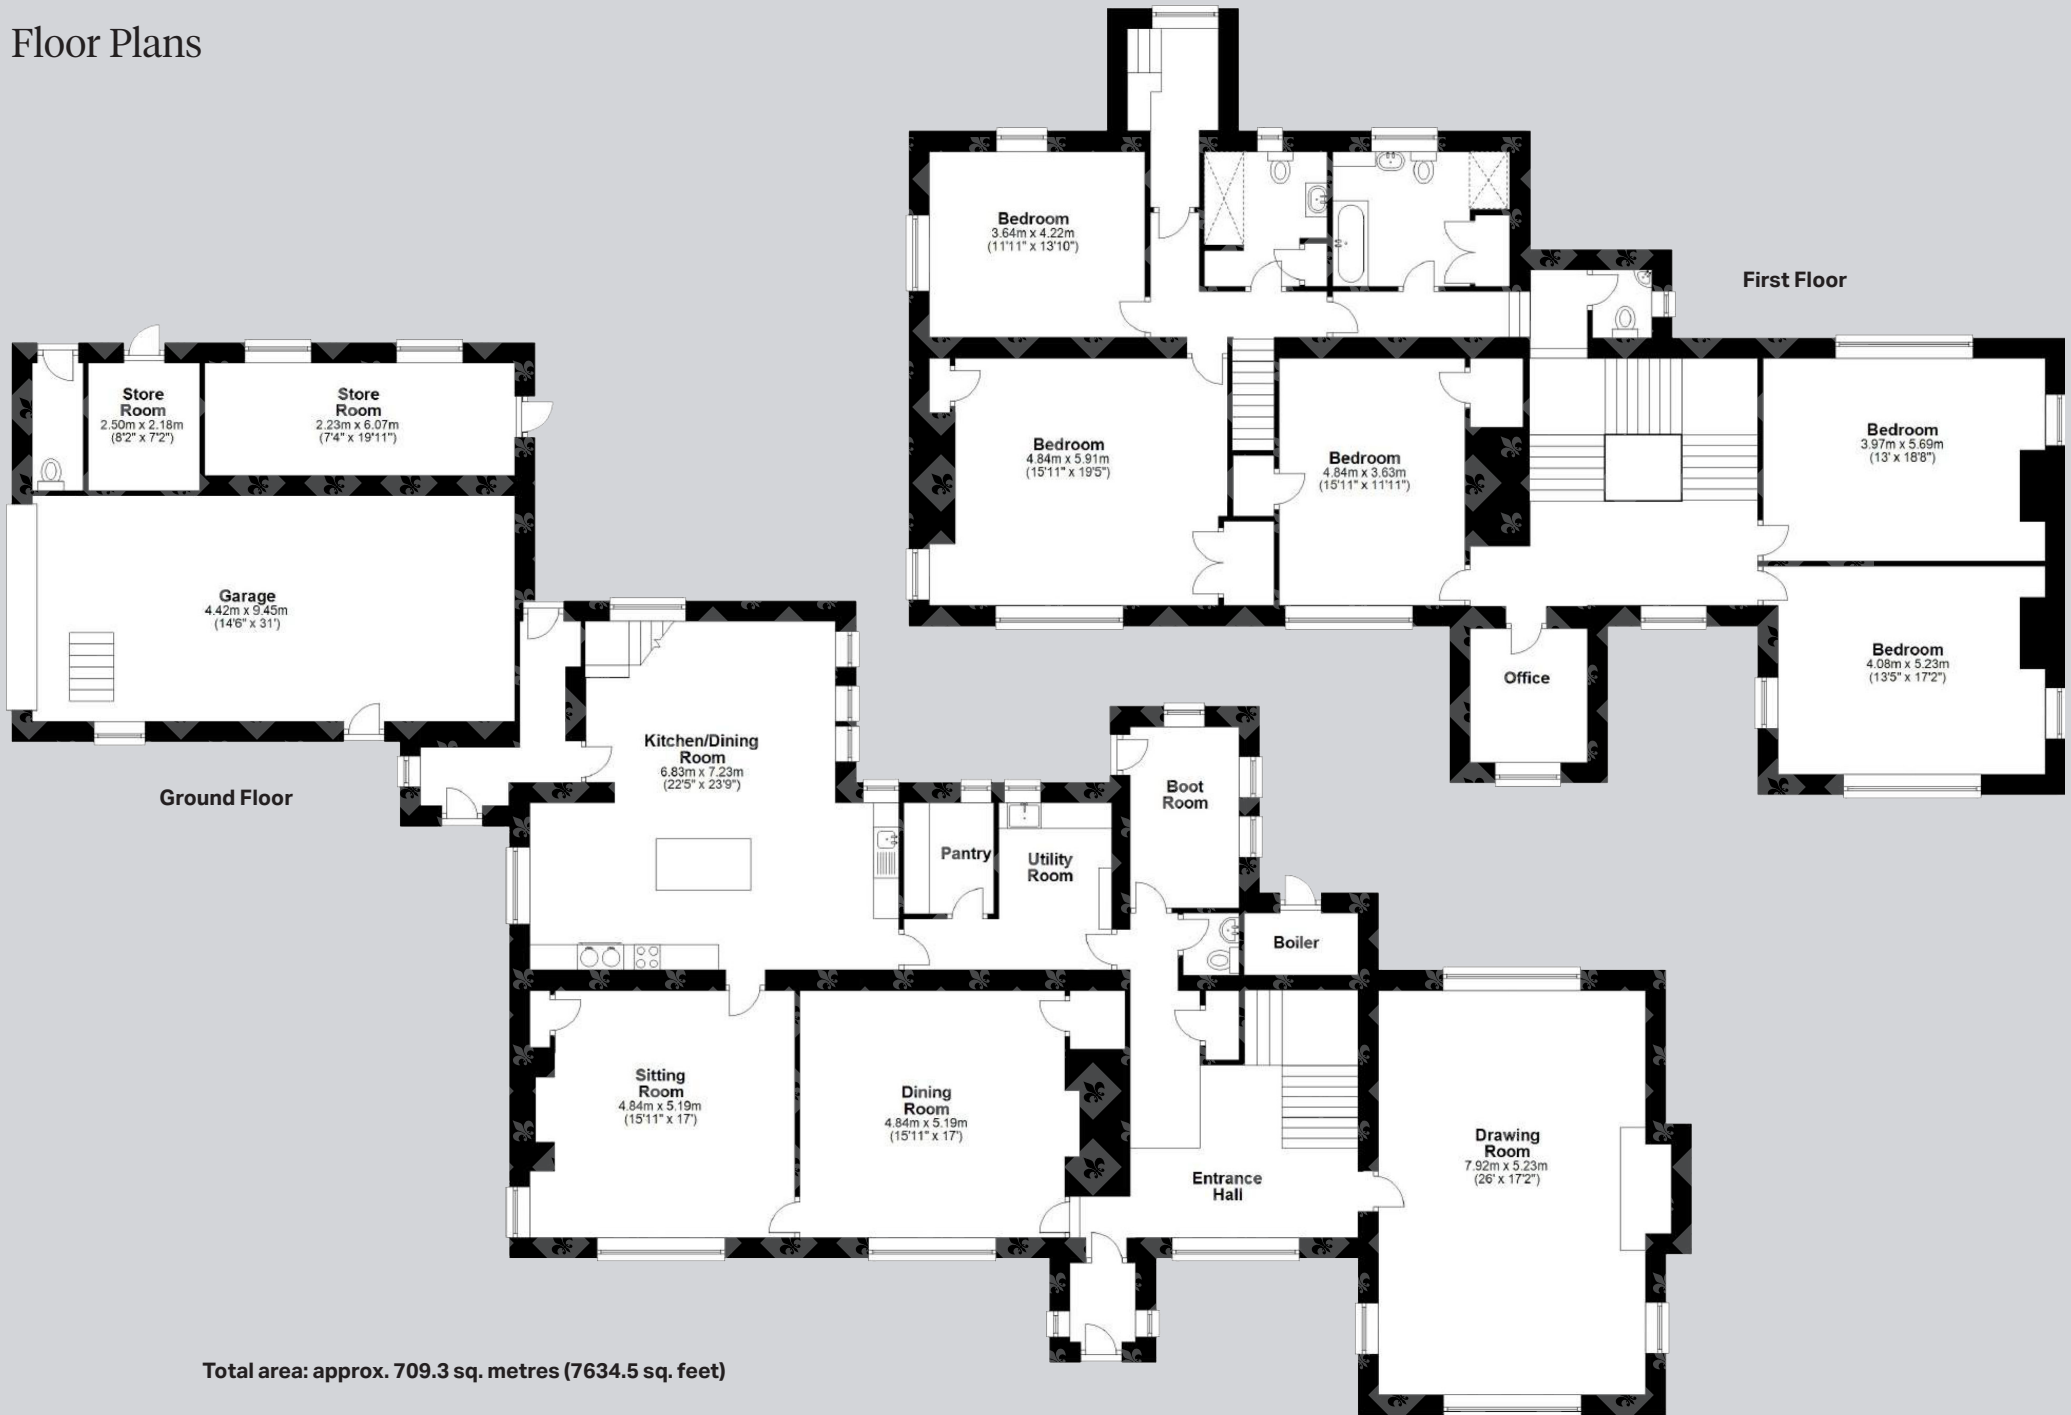 Floor Plans
Bedroom
3.64m x 4.22m
(11'11" x 13'10")
First Floor
Store
Room
2.50m x 2.18m
(8'2" x 7'2")
Store
Room
2.23m x 6.07m
(7'4" x 19'11")
Bedroom
4.84m x 5.91m
(15'11" x 19'5")
Bedroom
4.84m x 3.63m
(15'11" x 11'11")
Bedroom
3.97m x 5.69m
(13' x 18'8")
Garage
4.42m x 9.45m
(14'6" x 31')
Office
Bedroom
4.08m x 5.23m
(13'5" x 17'2")
Ground Floor
Kitchen/Dining
Room
6.83m x 7.23m
(22'5" x 23'9")
Boot
Room
Pantry
Utility
Room
Boiler
Sitting
Room
4.84m x 5.19m
(15'11" x 17')
Dining
Room
4.84m x 5.19m
(15'11" x 17')
Entrance
Hall
Drawing
Room
7.92m x 5.23m
(26' x 17'2")
Total area: approx. 709.3 sq. metres (7634.5 sq. feet)